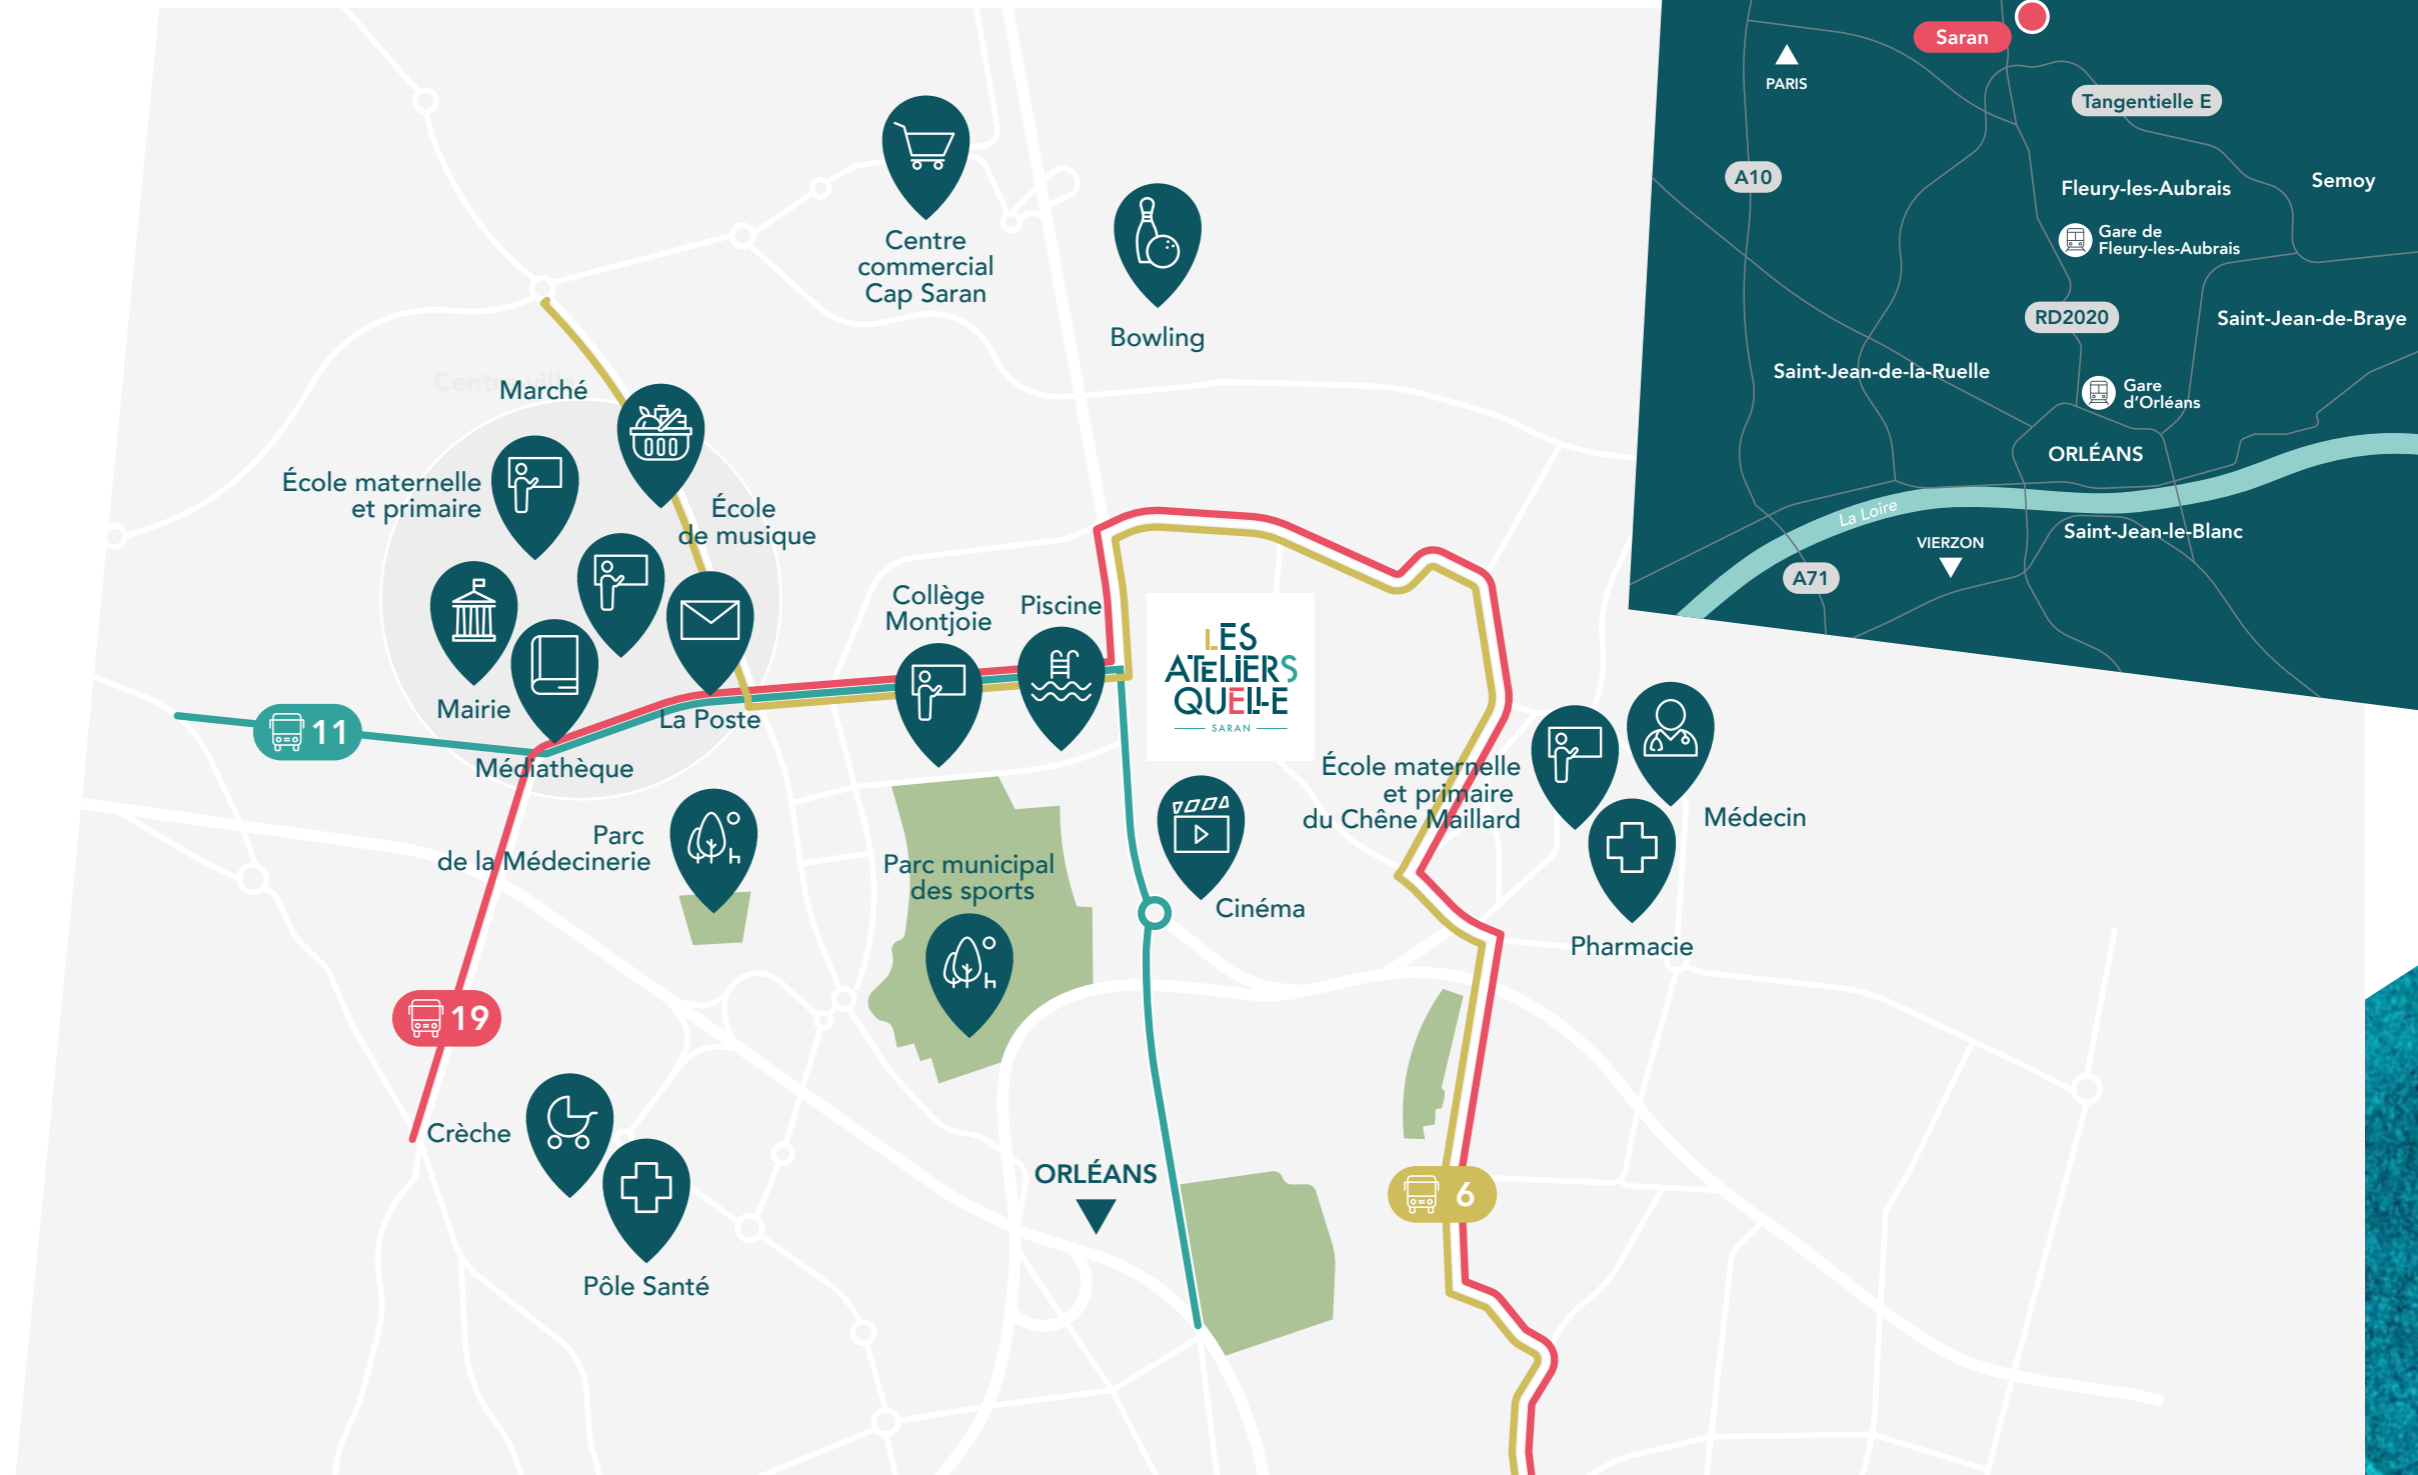 Centre
commercial
Cap Saran
Bowling
Centre-ville
Marché
École maternelle
et primaire
École
de musique
Mairie
Médiathèque
La Poste
Collège
Montjoie
Piscine
LES
ATELIERS
QUELLE
SARAN
11
Parc
de la Médecinerie
Parc municipal
des sports
Cinéma
École maternelle
et primaire
du Chêne Maillard
Médecin
Pharmacie
19
Crèche
Pôle Santé
ORLÉANS
6
Saran
PARIS
Tangentielle E
A10
Fleury-les-Aubrais
Semoy
Gare de
Fleury-les-Aubrais
RD2020
Saint-Jean-de-Braye
Saint-Jean-de-la-Ruelle
Gare
d'Orléans
ORLÉANS
La Loire
Saint-Jean-le-Blanc
VIERZON
A71